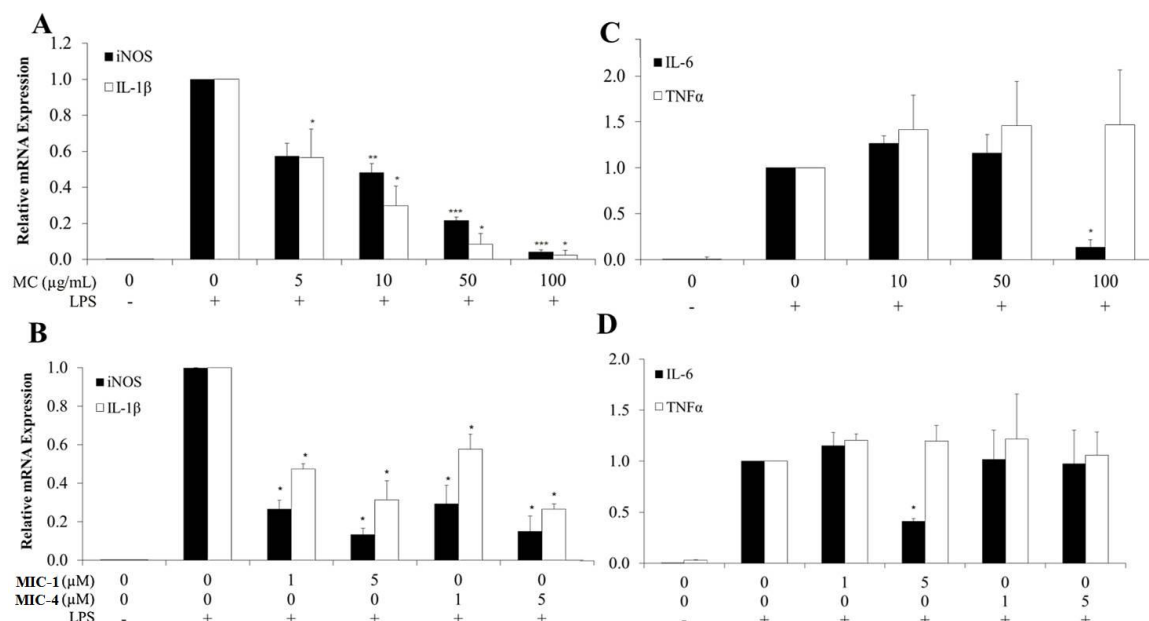 A
1.2
1.0
0.8
0.6
0.4
0.2
0.0
Relative mRNA Expression
iNOS
IL-1β
*
** *
*** *
*** *
MC (µg/mL) 0 0 5 10 50 100
LPS - + + + + +
C
2.0
1.5
1.0
0.5
0.0
IL-6
TNFα
*
0 0 10 50 100
- + + + +
B
1.0
0.8
0.6
0.4
0.2
0.0
Relative mRNA Expression
iNOS
IL-1β
* *
* *
* *
* *
MIC-1 (µM) 0 0 1 5 0 0
MIC-4 (µM) 0 0 0 0 1 5
LPS - + + + + +
D
2.0
1.5
1.0
0.5
0.0
IL-6
TNFα
*
0 0 1 5 0 0
0 0 0 0 1 5
- + + + + +